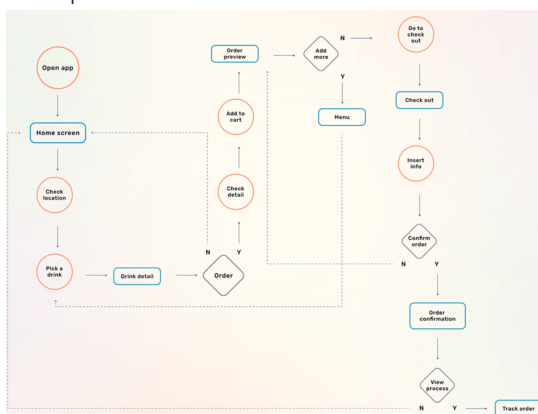 Open app
Home screen
Check
location
Pick a
drink
Drink detail
Order
N
Y
Check
detail
Add to
cart
Order
preview
Add
more
N
Y
Menu
Go to
check
out
Check out
Insert
info
Confirm
order
N
Y
Order
confirmation
View
process
N
Y
Track order